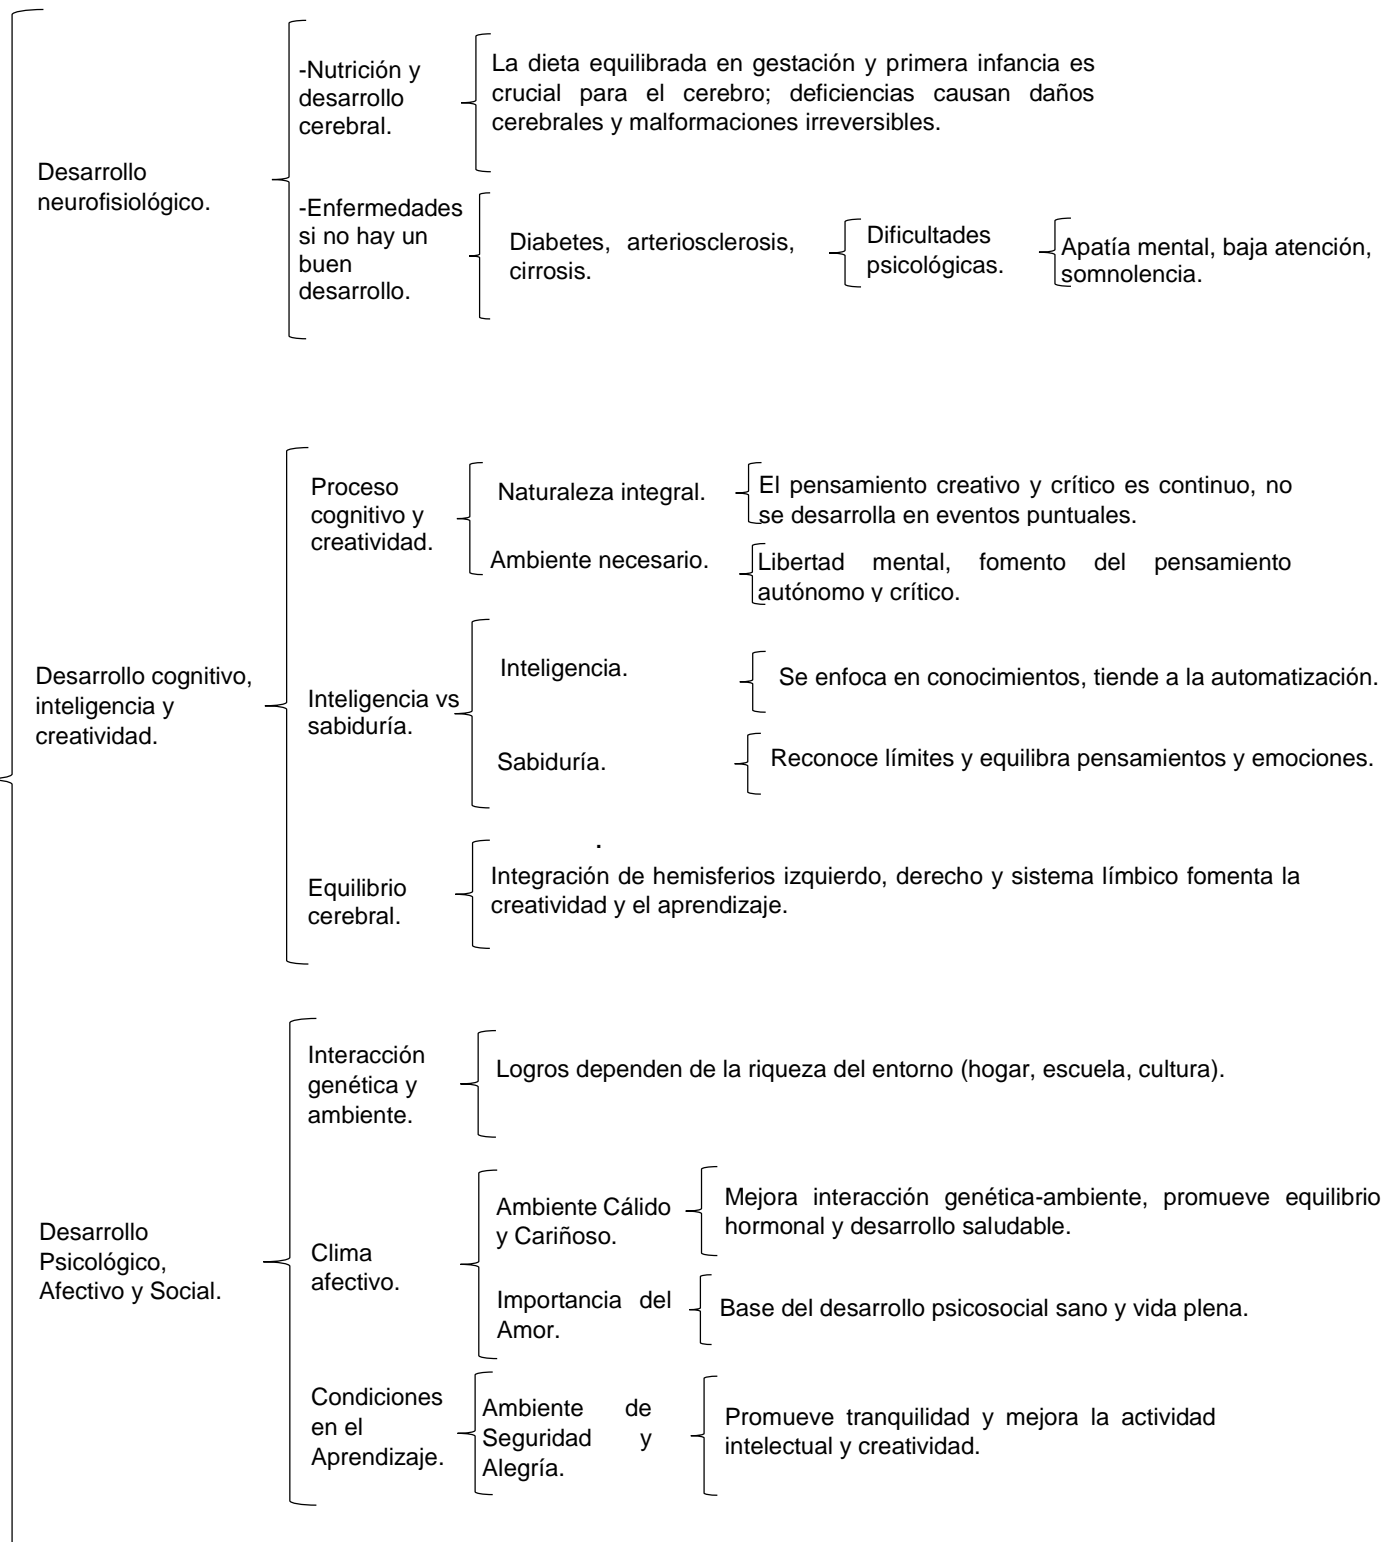 -Nutrición y
desarrollo
cerebral.
La dieta equilibrada en gestación y primera infancia es
crucial para el cerebro; deficiencias causan daños
cerebrales y malformaciones irreversibles.
Desarrollo
neurofisiológico.
-Enfermedades
si no hay un
buen
desarrollo.
Diabetes, arteriosclerosis,
cirrosis.
Dificultades
psicológicas.
Apatía mental, baja atención,
somnolencia.
Proceso
cognitivo y
creatividad.
Naturaleza integral.
El pensamiento creativo y crítico es continuo, no
se desarrolla en eventos puntuales.
Ambiente necesario.
Libertad mental, fomento del pensamiento
autónomo y crítico.
Desarrollo cognitivo,
inteligencia y
creatividad.
Inteligencia vs
sabiduría.
Inteligencia.
Se enfoca en conocimientos, tiende a la automatización.
Sabiduría.
Reconoce límites y equilibra pensamientos y emociones.
.
Equilibrio
cerebral.
Integración de hemisferios izquierdo, derecho y sistema límbico fomenta la
creatividad y el aprendizaje.
Interacción
genética y
ambiente.
Logros dependen de la riqueza del entorno (hogar, escuela, cultura).
Desarrollo
Psicológico,
Afectivo y Social.
Clima
afectivo.
Ambiente Cálido
y Cariñoso.
Mejora interacción genética-ambiente, promueve equilibrio
hormonal y desarrollo saludable.
Importancia del
Amor.
Base del desarrollo psicosocial sano y vida plena.
Condiciones
en el
Aprendizaje.
Ambiente de
Seguridad y
Alegría.
Promueve tranquilidad y mejora la actividad
intelectual y creatividad.